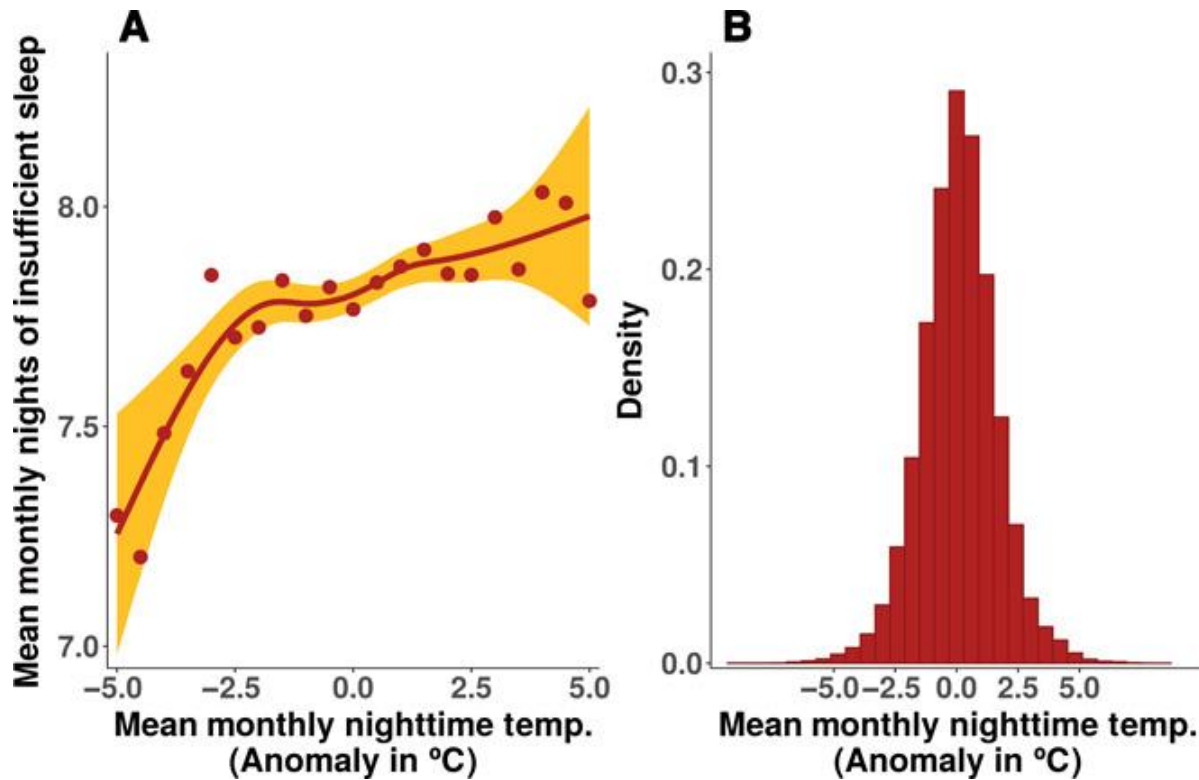 A
Mean monthly nights of insufficient sleep
8.0
7.5
7.0
−5.0 −2.5 0.0 2.5 5.0
Mean monthly nighttime temp.
(Anomaly in ºC)
B
Density
0.3
0.2
0.1
0.0
−5.0 −2.5 0.0 2.5 5.0
Mean monthly nighttime temp.
(Anomaly in ºC)